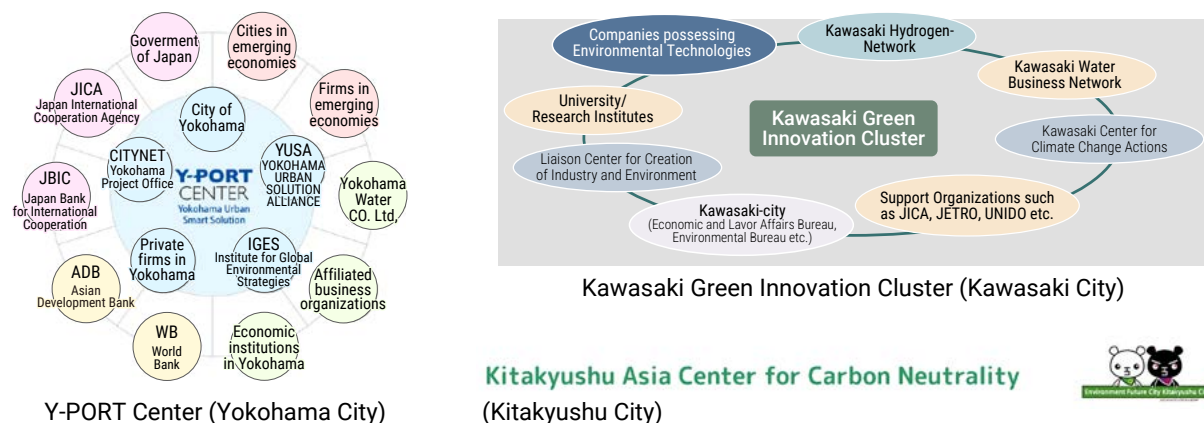 Goverment
of Japan
Cities in
emerging
economies
JICA
Japan International
Cooperation Agency
City of
Yokohama
Firms in
emerging
economies
CITYNET
Yokohama
Project Office
Y-PORT
CENTER
Yokohama Urban
Smart Solution
YUSA
YOKOHAMA
URBAN
SOLUTION
ALLIANCE
JBIC
Japan Bank
for International
Cooperation
Yokohama
Water
CO. Ltd,
Private
firms in
Yokohama
IGES
Institute for Global
Environmental
Strategies
ADB
Asian
Development Bank
Affiliated
business
organizations
WB
World
Bank
Economic
institutions
in Yokohama
Y-PORT Center (Yokohama City)
Companies possessing
Environmental Technologies
Kawasaki Hydrogen-
Network
Kawasaki Water
Business Network
University/
Research Institutes
Kawasaki Green
Innovation Cluster
Kawasaki Center for
Climate Change Actions
Liaison Center for Creation
of Industry and Environment
Support Organizations such
as JICA, JETRO, UNIDO etc.
Kawasaki-city
(Economic and Lavor Affairs Bureau,
Environmental Bureau etc.)
Kawasaki Green Innovation Cluster (Kawasaki City)
Kitakyushu Asia Center for Carbon Neutrality
Environment Future City Kitakyushu
(Kitakyushu City)